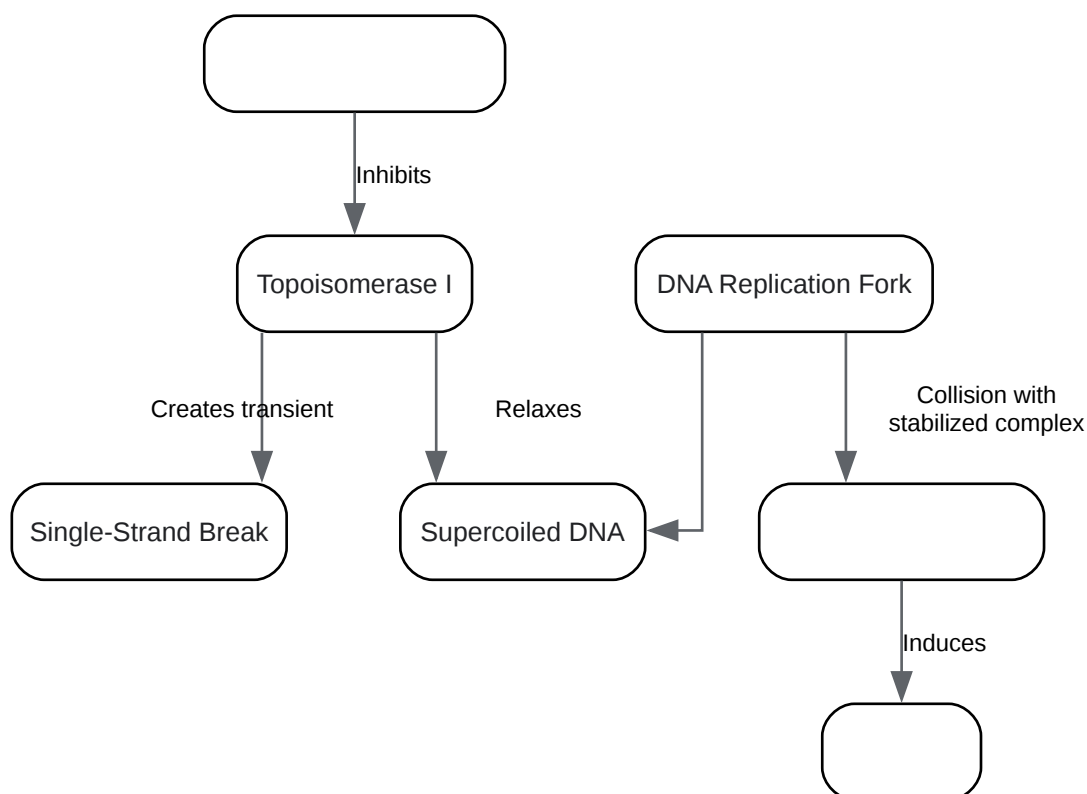 Inhibits
Topoisomerase I
DNA Replication Fork
Creates transient
Relaxes
Collision with
stabilized complex
Single-Strand Break
Supercoiled DNA
Induces